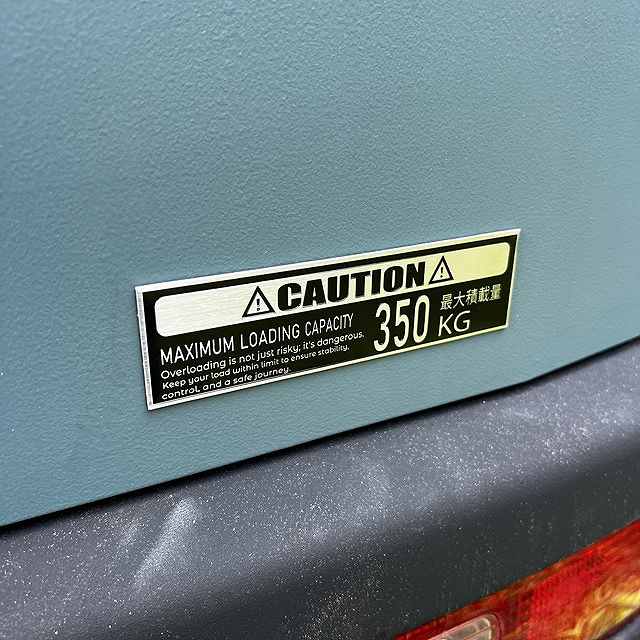 CAUTION
MAXIMUM LOADING CAPACITY
Overloading is not just risky; it's dangerous.
Keep your load within limit to ensure stability,
control, and a safe journey.
350 KG
最大積載量